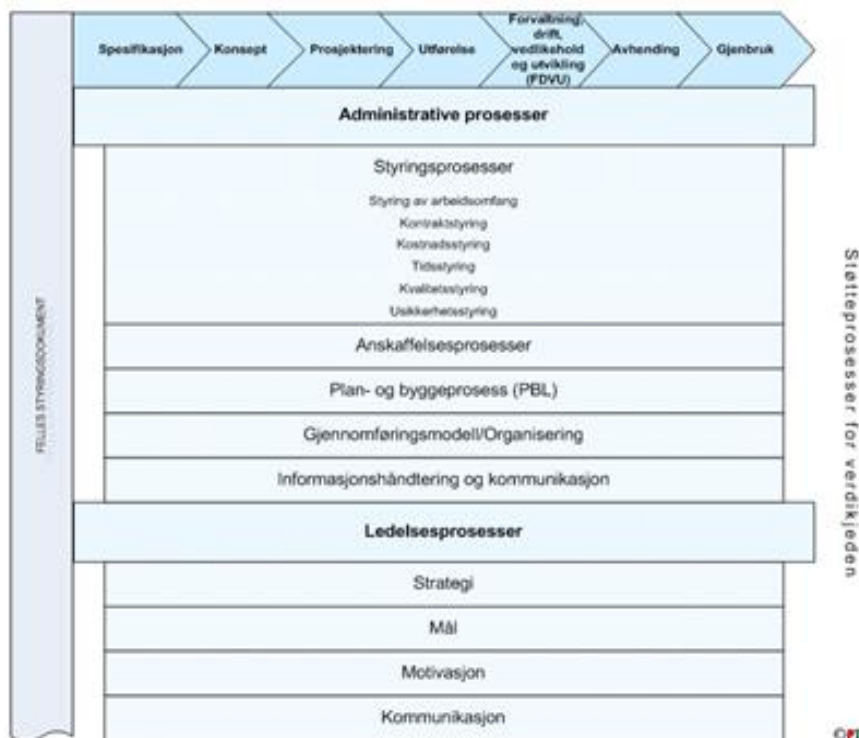 Spesifikasjon
Konsept
Prosjektering
Utførelse
Forvaltning,
drift,
vedlikehold
og utvikling
(FDVU)
Avhending
Gjenbruk
Administrative prosesser
Styringsprosesser
Styring av arbeidsomfang
Kontraktstyring
Kostnadsstyring
Tidsstyring
Kvalitetsstyring
Usikkerhetsstyring
Anskaffelsesprosesser
Plan- og byggeprosess (PBL)
Gjennomføringsmodell/Organisering
Informasjonshåndtering og kommunikasjon
Ledelsesprosesser
Strategi
Mål
Motivasjon
Kommunikasjon
FELLES STYRINGSDOKUMENT
Støtteprosesser for verdikjeden